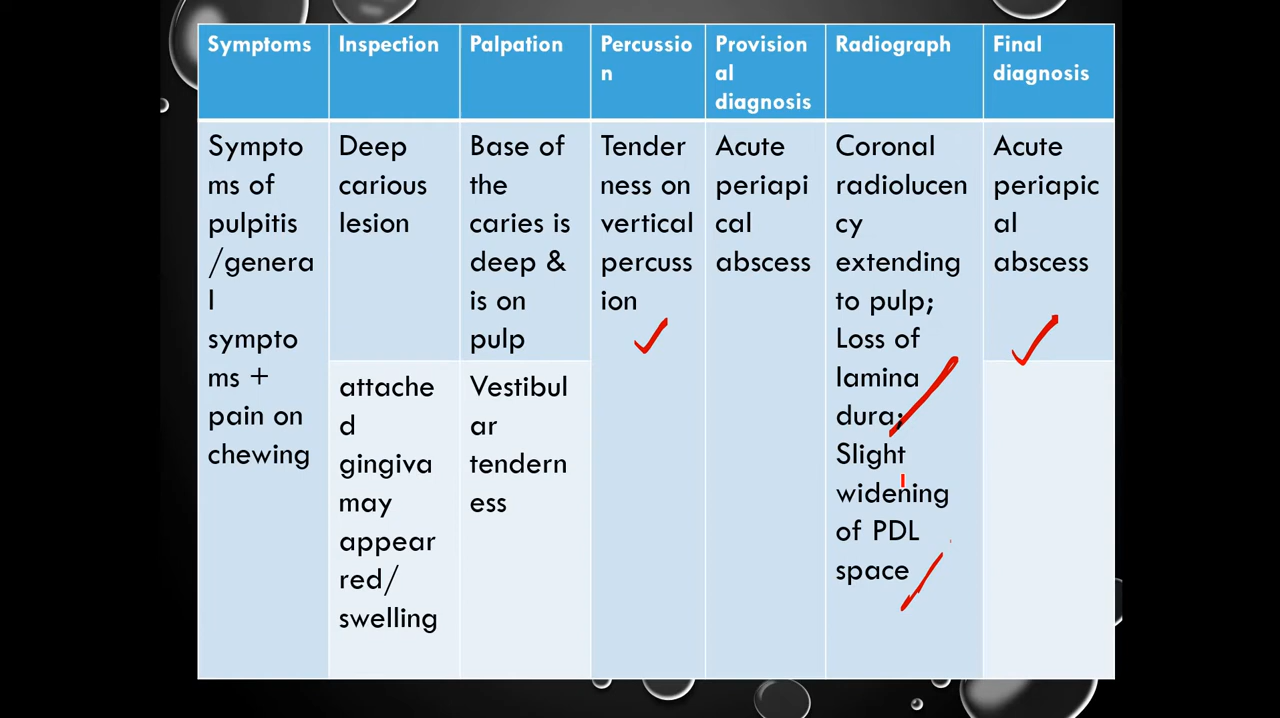 Symptoms
Inspection
Palpation
Percussio
n
Provision
al
diagnosis
Radiograph
Final
diagnosis
Sympto
ms of
pulpitis
/genera
l
sympto
ms +
pain on
chewing
Deep
carious
lesion
Base of
the
caries is
deep &
is on
pulp
Tender
ness on
vertical
percuss
ion
Acute
periapi
cal
abscess
Coronal
radiolucen
cy
extending
to pulp;
Loss of
lamina
dura;
Slight
widening
of PDL
space
Acute
periapic
al
abscess
attache
d
gingiva
may
appear
red/
swelling
Vestibul
ar
tendern
ess